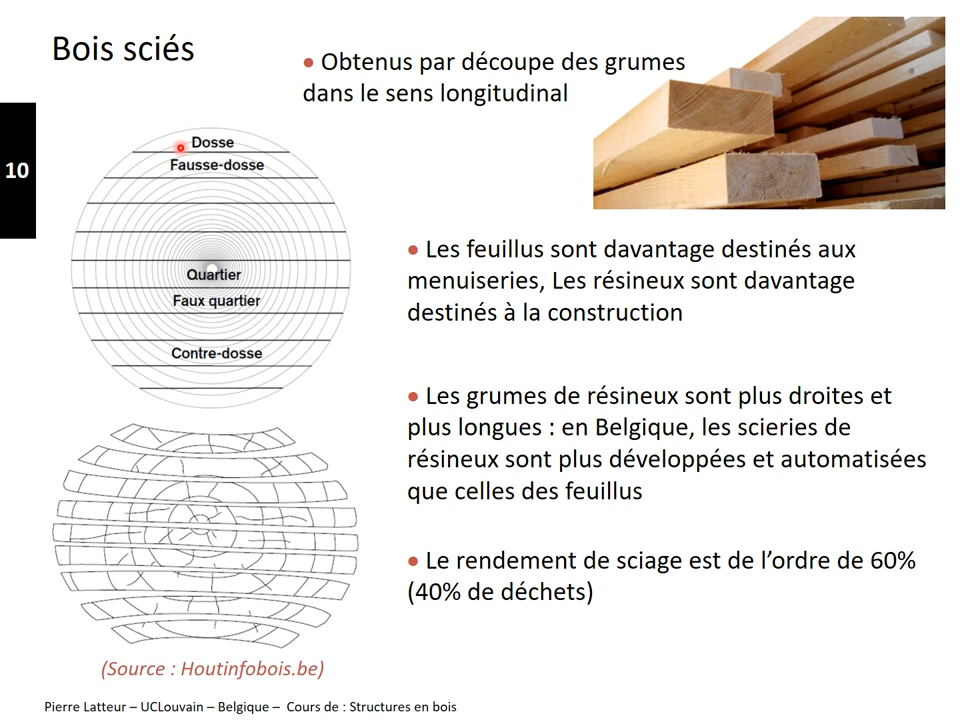 Bois sciés
• Obtenus par découpe des grumes
dans le sens longitudinal
10
Dosse
Fausse-dosse
Quartier
Faux quartier
Contre-dosse
• Les feuillus sont davantage destinés aux
menuiseries, Les résineux sont davantage
destinés à la construction
• Les grumes de résineux sont plus droites et
plus longues : en Belgique, les scieries de
résineux sont plus développées et automatisées
que celles des feuillus
• Le rendement de sciage est de l’ordre de 60%
(40% de déchets)
(Source : Houtinfobois.be)
Pierre Latteur – UCLouvain – Belgique – Cours de : Structures en bois